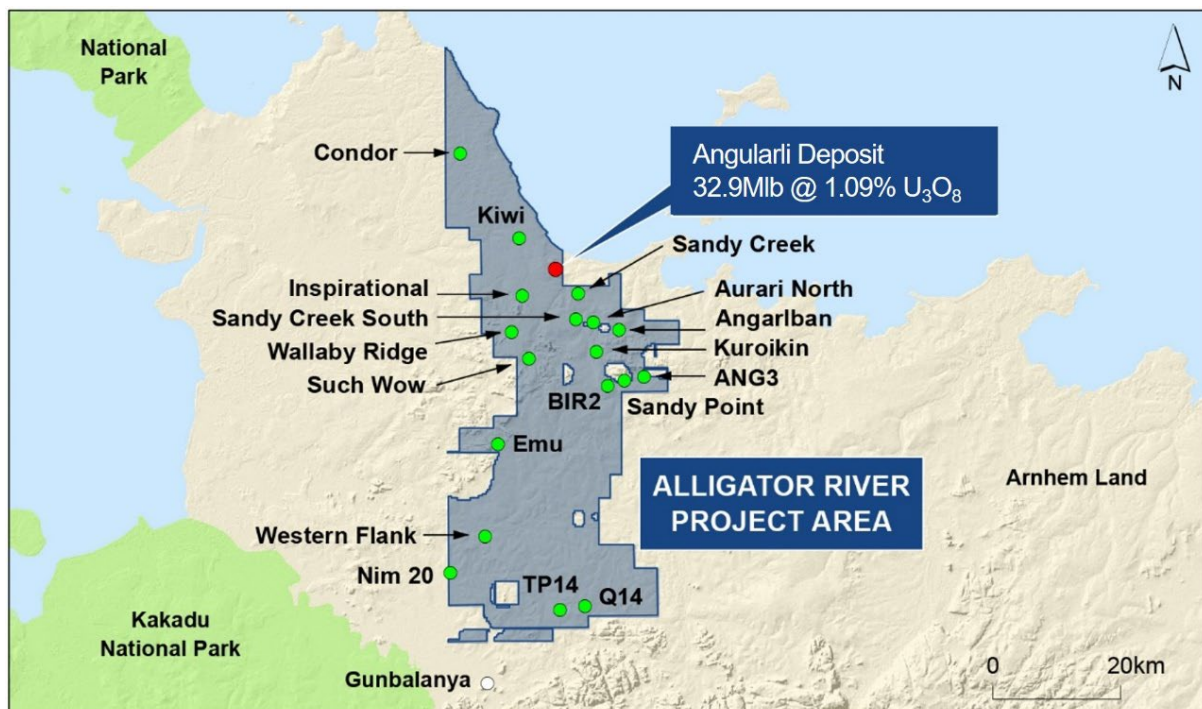 National
Park
N
Condor
Angularli Deposit
32.9Mlb @ 1.09% U₃O₈
Kiwi
Sandy Creek
Inspirational
Aurari North
Sandy Creek South
Angarlban
Wallaby Ridge
Kuroikin
Such Wow
ANG3
BIR2
Sandy Point
Emu
ALLIGATOR RIVER
PROJECT AREA
Arnhem Land
Western Flank
Nim 20
TP14
Q14
Kakadu
National Park
Gunbalanya
0
20km